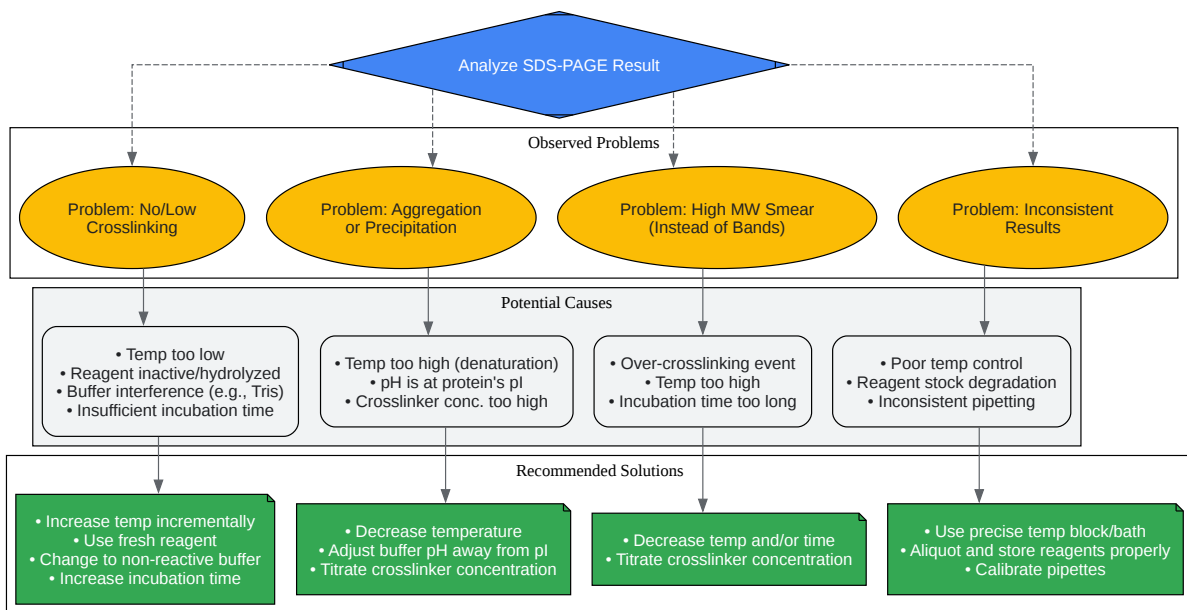 Analyze SDS-PAGE Result
Observed Problems
Problem: No/Low
Crosslinking
Problem: Aggregation
or Precipitation
Problem: High MW Smear
(Instead of Bands)
Problem: Inconsistent
Results
Potential Causes
• Temp too low
• Reagent inactive/hydrolyzed
• Buffer interference (e.g., Tris)
• Insufficient incubation time
• Temp too high (denaturation)
• pH is at protein's pI
• Crosslinker conc. too high
• Over-crosslinking event
• Temp too high
• Incubation time too long
• Poor temp control
• Reagent stock degradation
• Inconsistent pipetting
Recommended Solutions
• Increase temp incrementally
• Use fresh reagent
• Change to non-reactive buffer
• Increase incubation time
• Decrease temperature
• Adjust buffer pH away from pI
• Titrate crosslinker concentration
• Decrease temp and/or time
• Titrate crosslinker concentration
• Use precise temp block/bath
• Aliquot and store reagents properly
• Calibrate pipettes